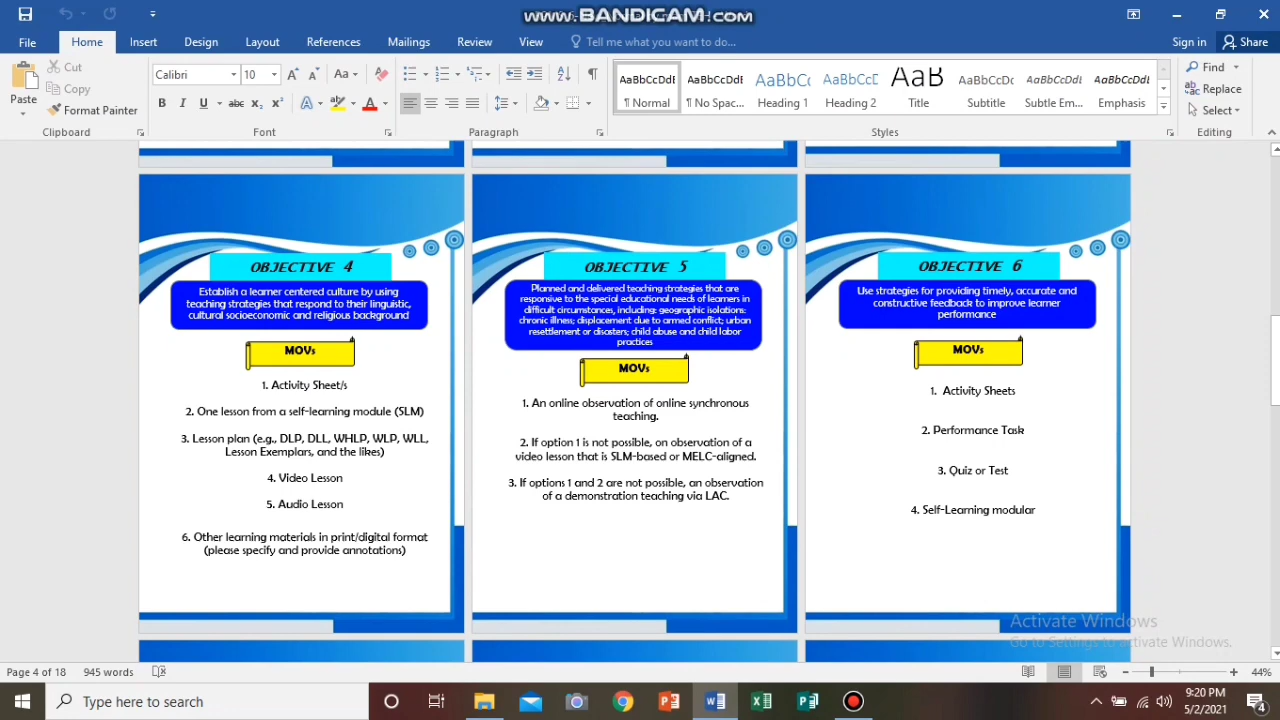 www.BANDICAM.com
File Home Insert Design Layout References Mailings Review View Tell me what you want to do... Sign in Share
Paste
Cut
Copy
Format Painter
Calibri 10
AaBbCcDdE AaBbCcDdE AaBbCc AaBbCcD AaB AaBbCcDd AaBbCcDdl AaBbCcDdl
¶ Normal ¶ No Spac... Heading 1 Heading 2 Title Subtitle Subtle Em... Emphasis
Find
Replace
Select
Clipboard Font Paragraph Styles Editing
OBJECTIVE 4
Establish a learner centered culture by using
teaching strategies that respond to their linguistic,
cultural socioeconomic and religious background
MOVs
1. Activity Sheet/s
2. One lesson from a self-learning module (SLM)
3. Lesson plan (e.g., DLP, DLL, WHLP, WLP, WLL,
Lesson Exemplars, and the likes)
4. Video Lesson
5. Audio Lesson
6. Other learning materials in print/digital format
(please specify and provide annotations)
OBJECTIVE 5
Planned and delivered teaching strategies that are
responsive to the special educational needs of learners in
difficult circumstances, including: geographic isolations:
chronic illness; displacement due to armed conflict; urban
resettlement or disasters; child abuse and child labor
practices
MOVs
1. An online observation of online synchronous
teaching.
2. If option 1 is not possible, on observation of a
video lesson that is SLM-based or MELC-aligned.
3. If options 1 and 2 are not possible, an observation
of a demonstration teaching via LAC.
OBJECTIVE 6
Use strategies for providing timely, accurate and
constructive feedback to improve learner
performance
MOVs
1. Activity Sheets
2. Performance Task
3. Quiz or Test
4. Self-Learning modular
Activate Windows
Go to Settings to activate Windows.
Page 4 of 18 945 words 44%
Type here to search
9:20 PM
5/2/2021
4